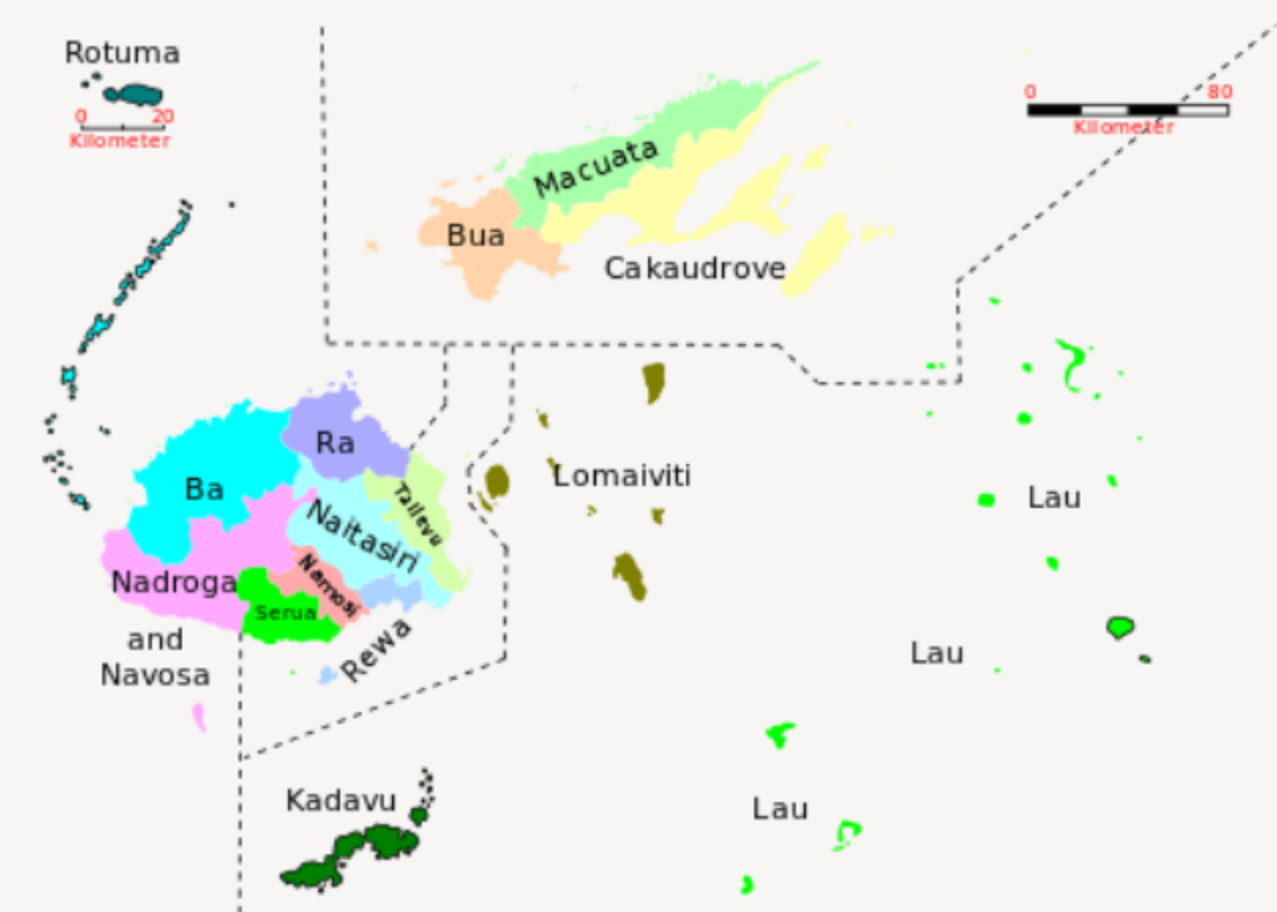 Rotuma
0 20
Kilometer
0 80
Kilometer
Macuata
Bua
Cakaudrove
Ra
Ba
Tailevu
Lomaiviti
Lau
Naitasiri
Nadroga
and
Navosa
Namosi
Serua
Rewa
Lau
Kadavu
Lau